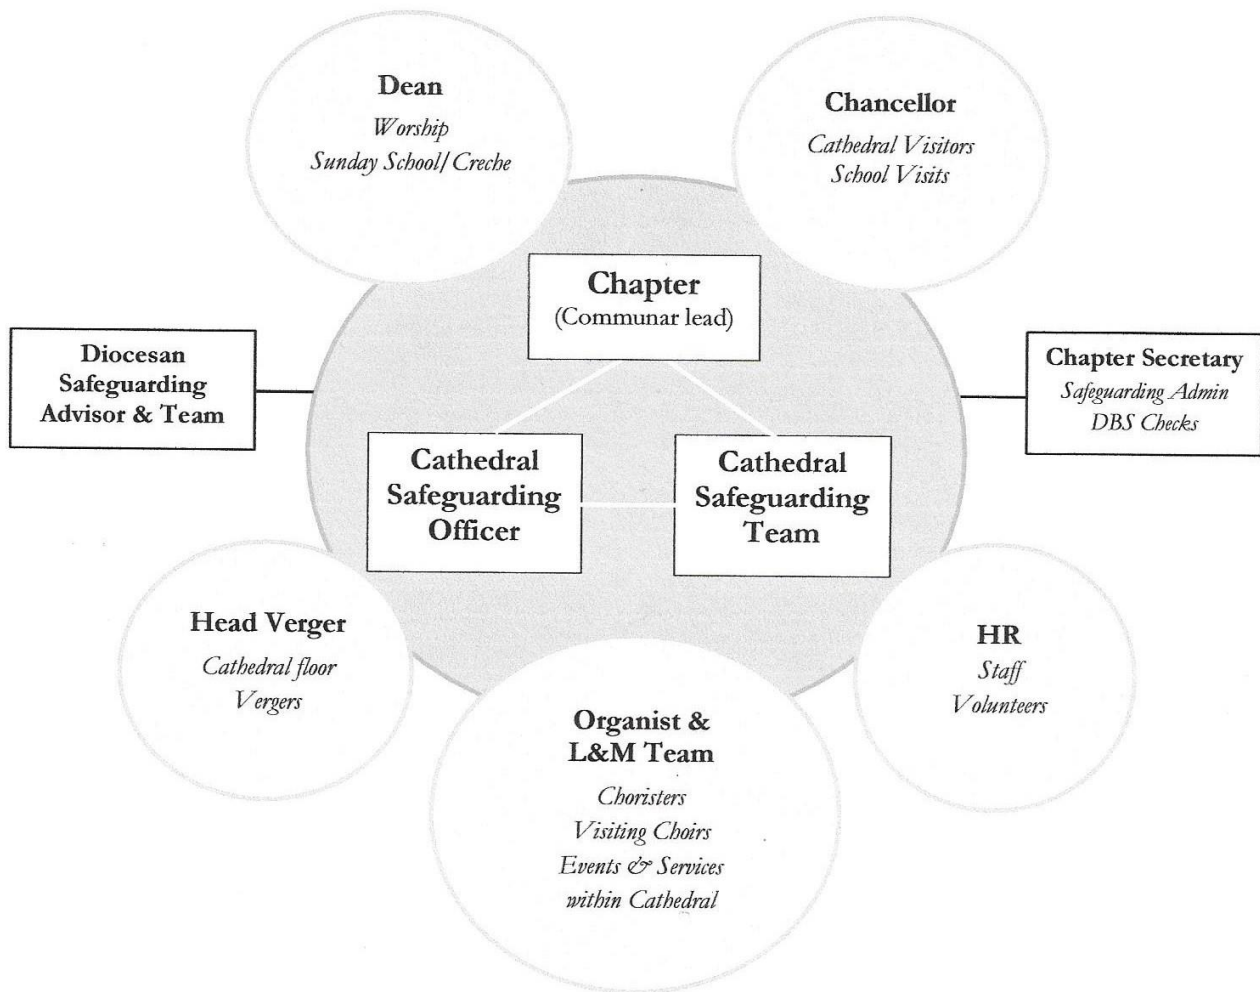 Dean
Worship
Sunday School/Creche
Chancellor
Cathedral Visitors
School Visits
Chapter
(Communar lead)
Diocesan
Safeguarding
Advisor & Team
Chapter Secretary
Safeguarding Admin
DBS Checks
Cathedral
Safeguarding
Officer
Cathedral
Safeguarding
Team
Head Verger
Cathedral floor
Vergers
HR
Staff
Volunteers
Organist &
L&M Team
Choristers
Visiting Choirs
Events & Services
within Cathedral